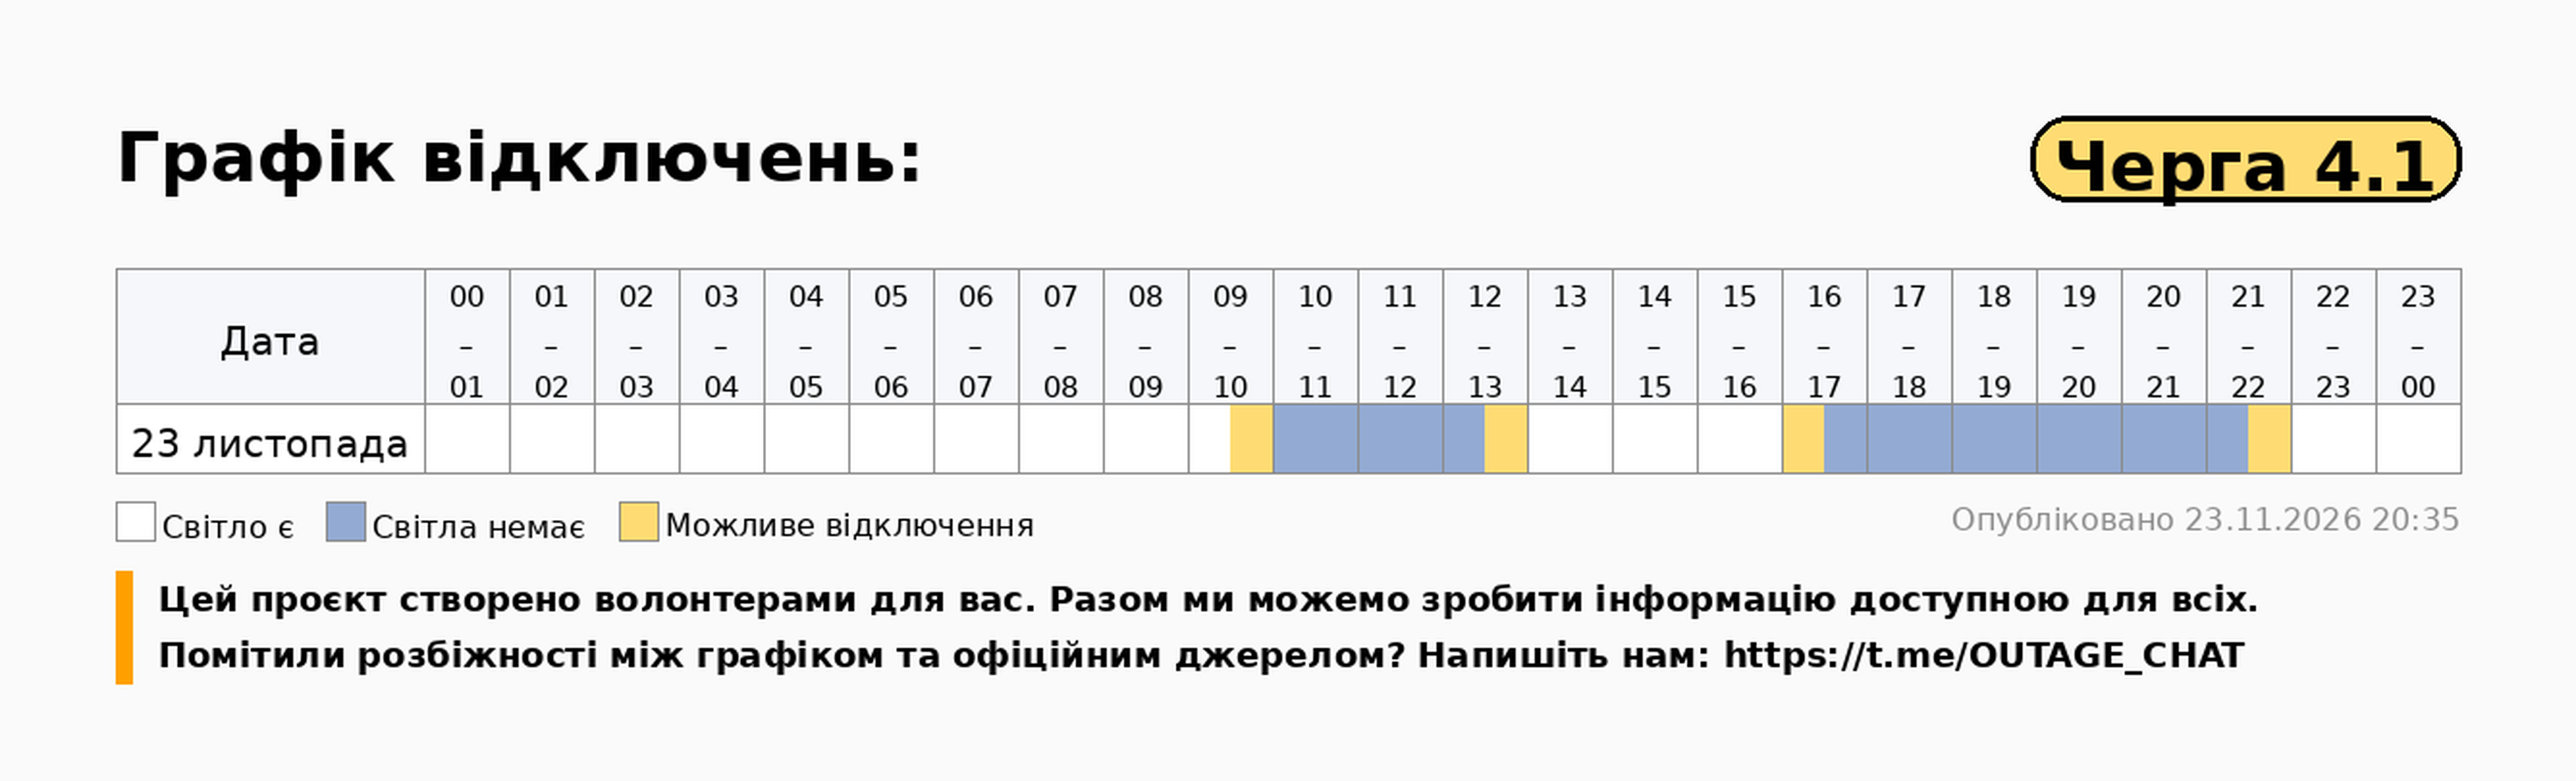 Графік відключень:
Черга 4.1
Дата
00 – 01
01 – 02
02 – 03
03 – 04
04 – 05
05 – 06
06 – 07
07 – 08
08 – 09
09 – 10
10 – 11
11 – 12
12 – 13
13 – 14
14 – 15
15 – 16
16 – 17
17 – 18
18 – 19
19 – 20
20 – 21
21 – 22
22 – 23
23 – 00
23 листопада
Світло є
Світла немає
Можливе відключення
Опубліковано 23.11.2026 20:35
Цей проєкт створено волонтерами для вас. Разом ми можемо зробити інформацію доступною для всіх.
Помітили розбіжності між графіком та офіційним джерелом? Напишіть нам: https://t.me/OUTAGE_CHAT